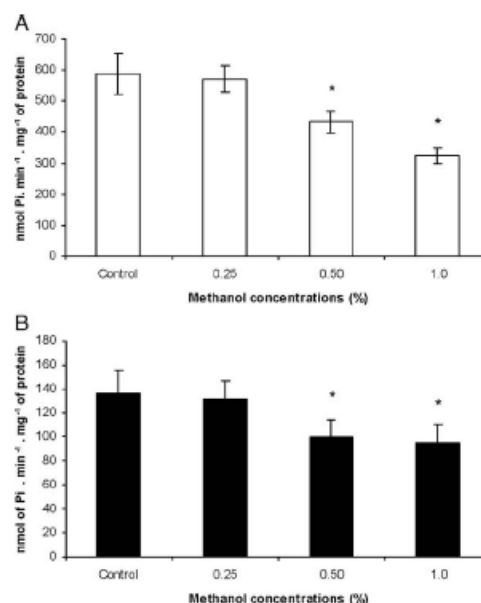 A
700
600
500
400
300
200
100
0
nmol Pi. min⁻¹ . mg⁻¹ of protein
*
*
Control 0.25 0.50 1.0
Methanol concentrations (%)
B
180
160
140
120
100
80
60
40
20
0
nmol of Pi . min⁻¹ . mg⁻¹ of protein
*
*
Control 0.25 0.50 1.0
Methanol concentrations (%)